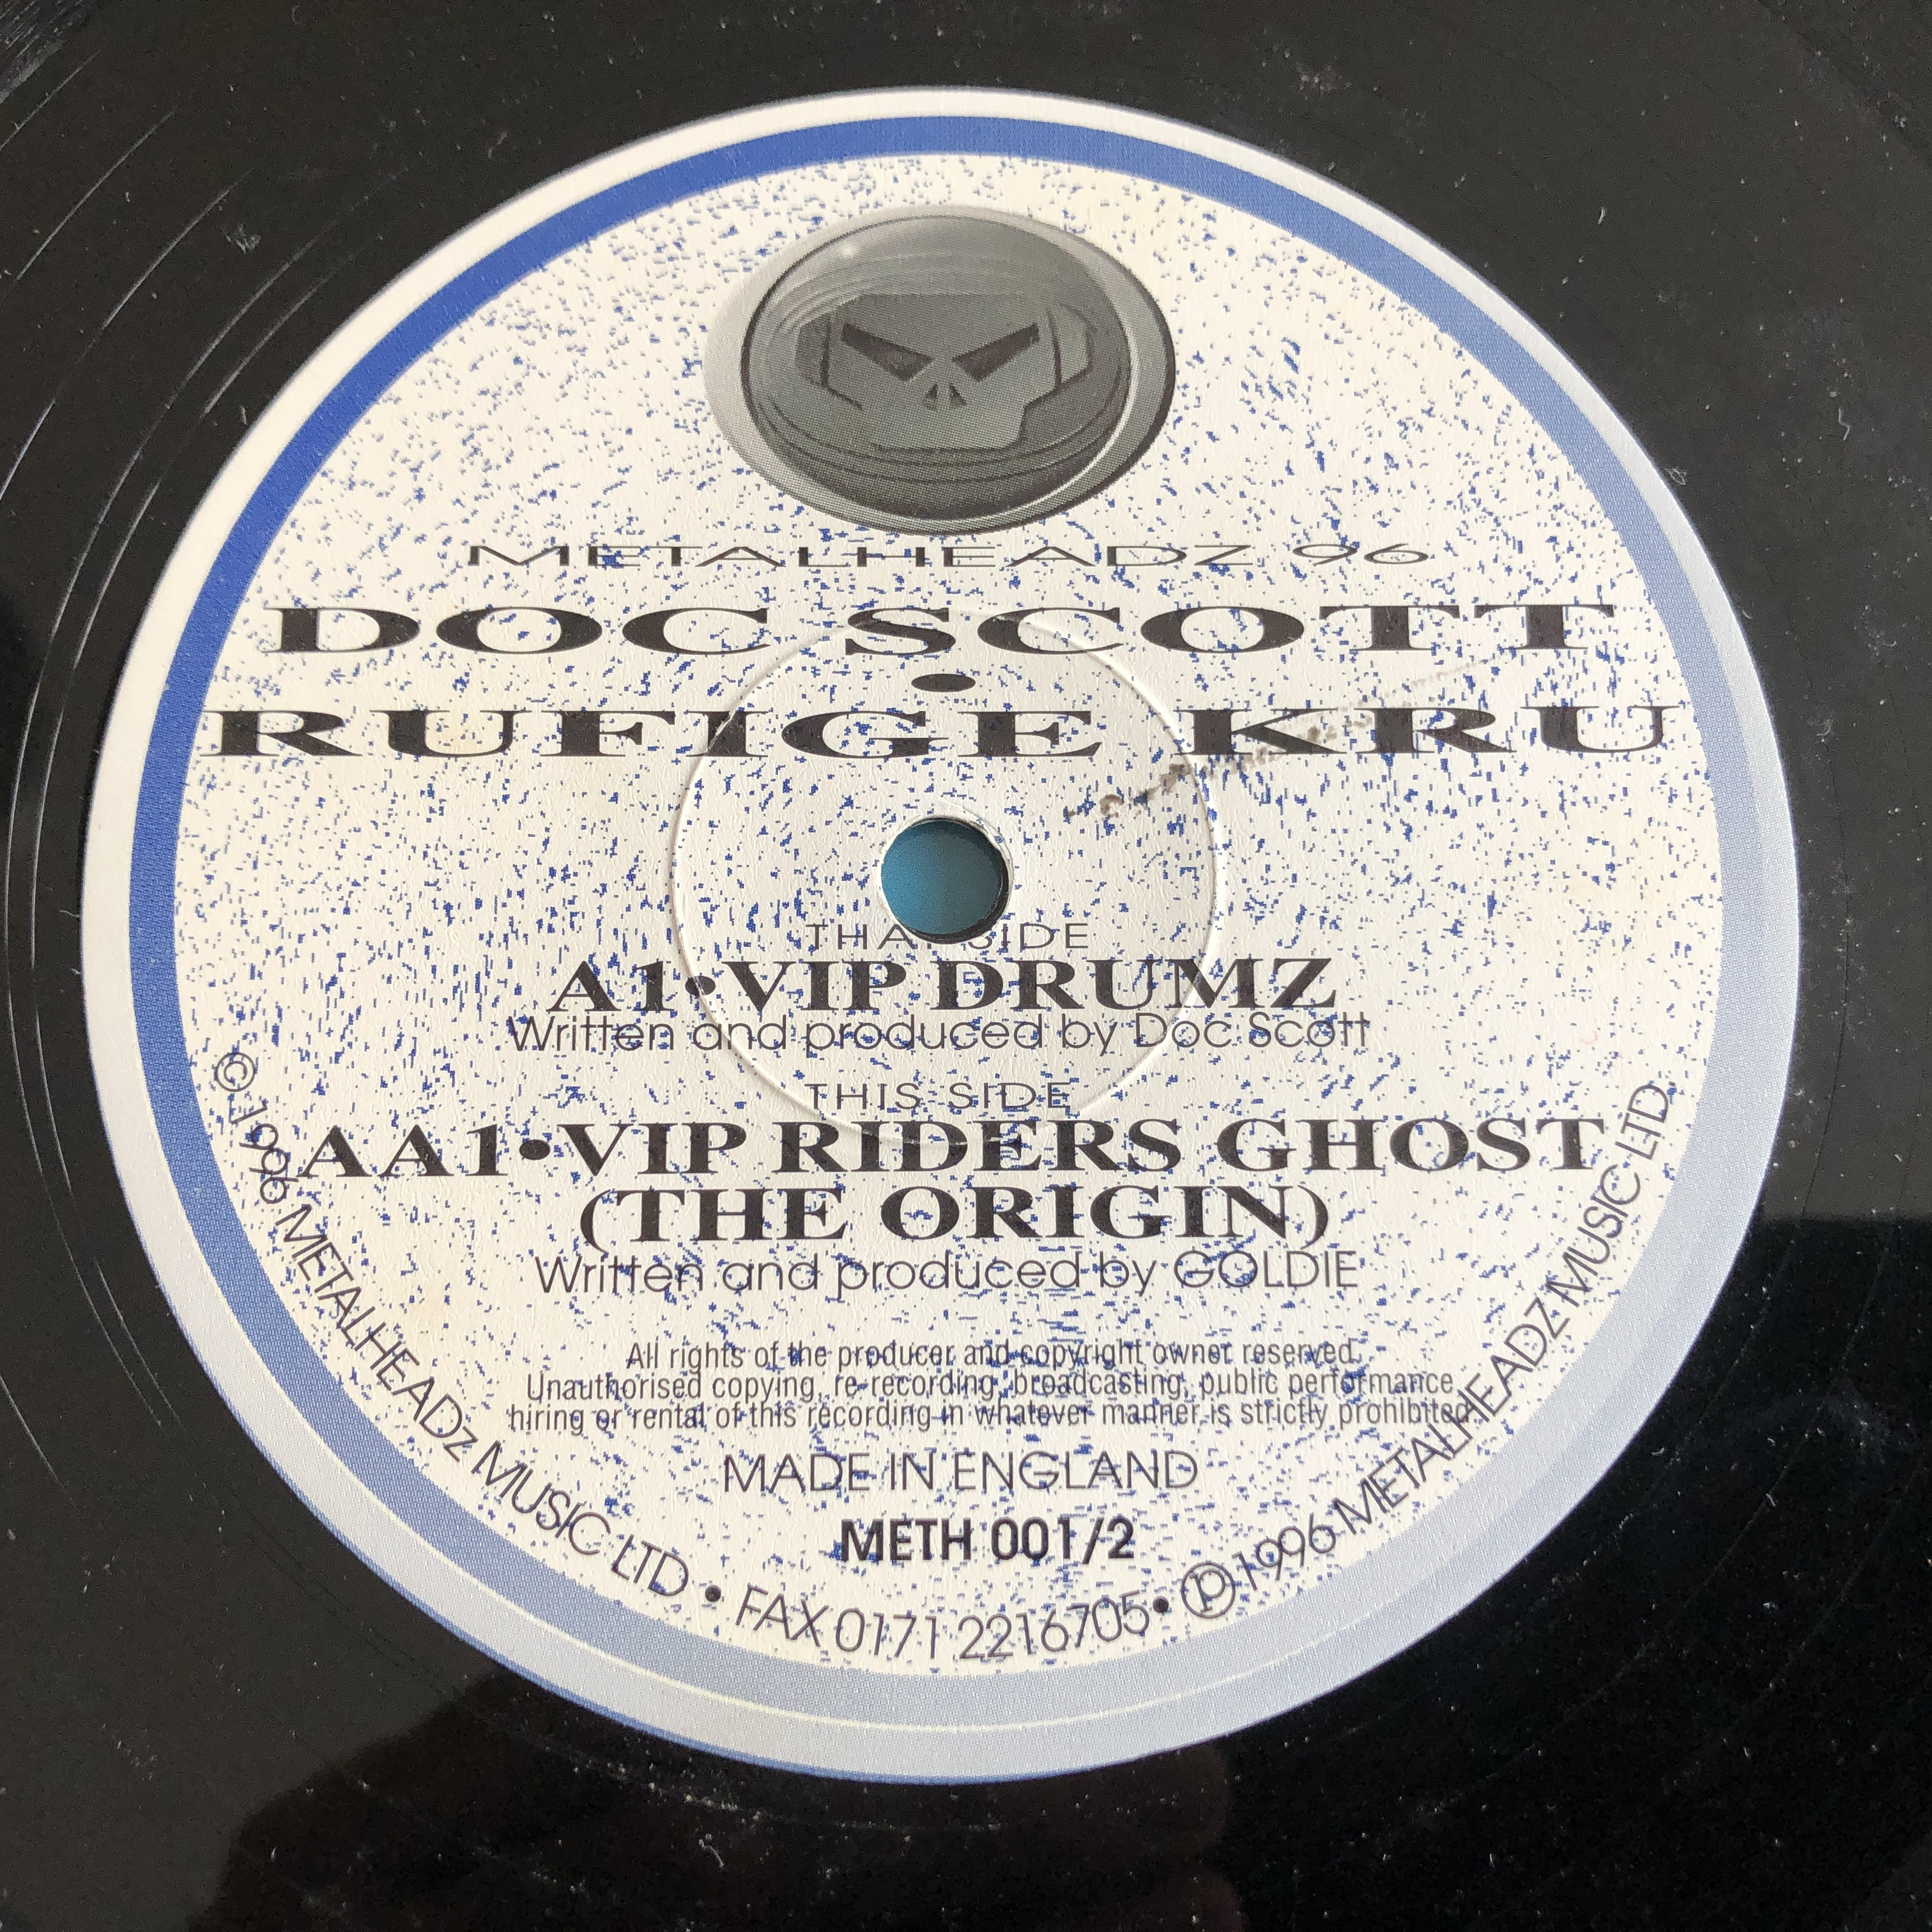 METALHEADZ 96
DOC SCOTT
•
RUFIGE KRU
THAT SIDE
A1•VIP DRUMZ
Written and produced by Doc Scott
THIS SIDE
AA1•VIP RIDERS GHOST
(THE ORIGIN)
Written and produced by GOLDIE
All rights of the producer and copyright owner reserved.
Unauthorised copying, re-recording, broadcasting, public performance,
hiring or rental of this recording in whatever manner is strictly prohibited
MADE IN ENGLAND
METH 001/2
© 1996 METALHEADz MUSIC LTD • FAX 0171 2216705 • ℗ 1996 METALHEADZ MUSIC LTD